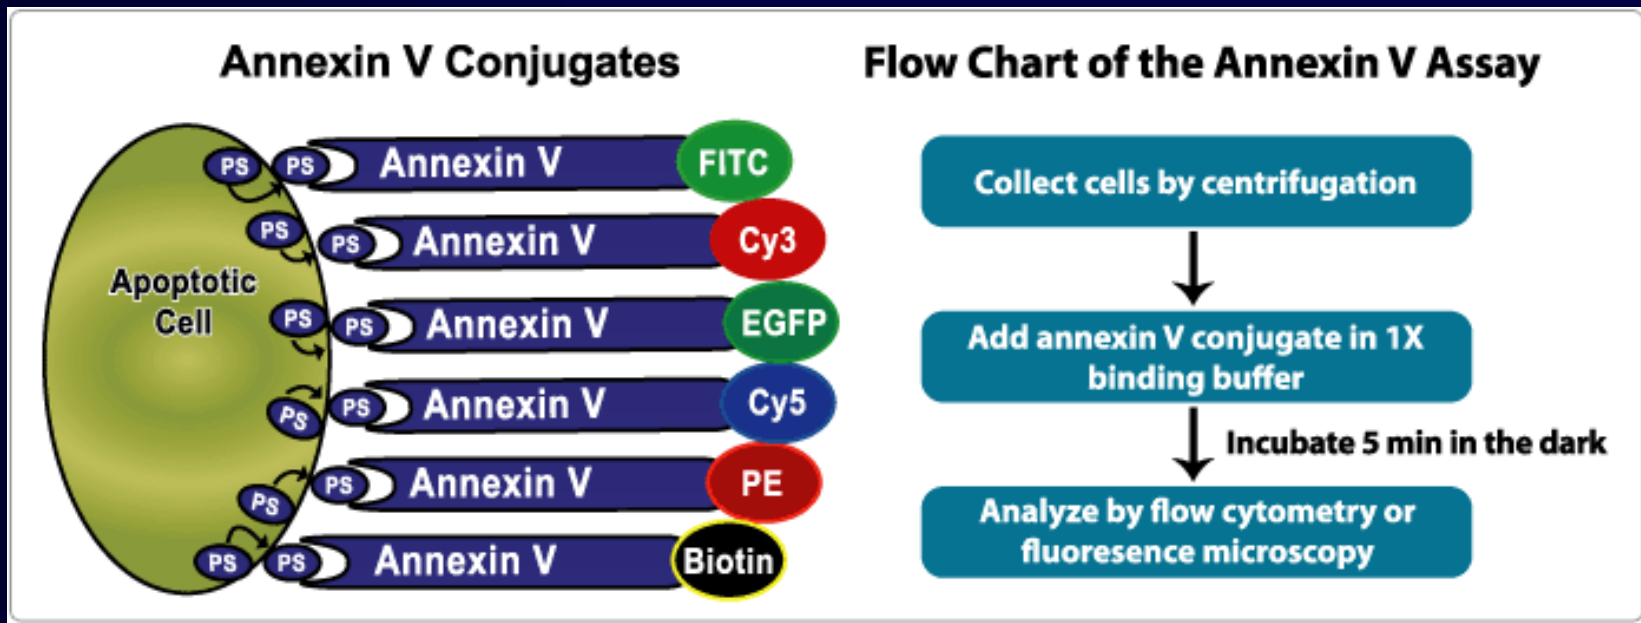 Annexin V Conjugates
PS PS Annexin V FITC
PS PS Annexin V Cy3
Apoptotic
Cell
PS PS Annexin V EGFP
PS PS Annexin V Cy5
PS PS Annexin V PE
PS PS Annexin V Biotin
Flow Chart of the Annexin V Assay
Collect cells by centrifugation
Add annexin V conjugate in 1X
binding buffer
Incubate 5 min in the dark
Analyze by flow cytometry or
fluoresence microscopy